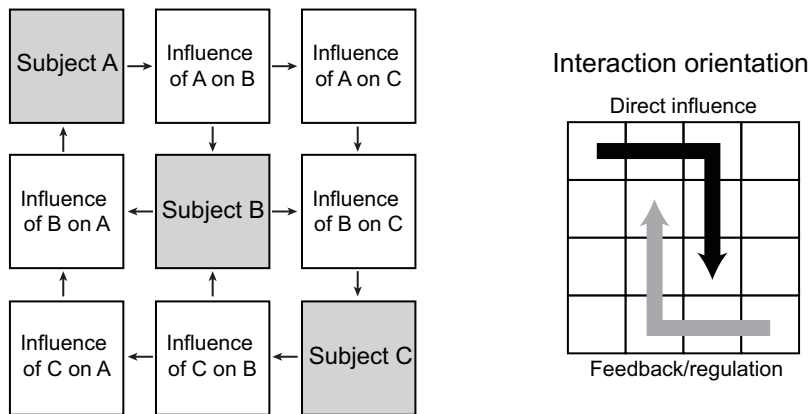 Subject A
Influence
of A on B
Influence
of A on C
Influence
of B on A
Subject B
Influence
of B on C
Influence
of C on A
Influence
of C on B
Subject C
Interaction orientation
Direct influence
Feedback/regulation